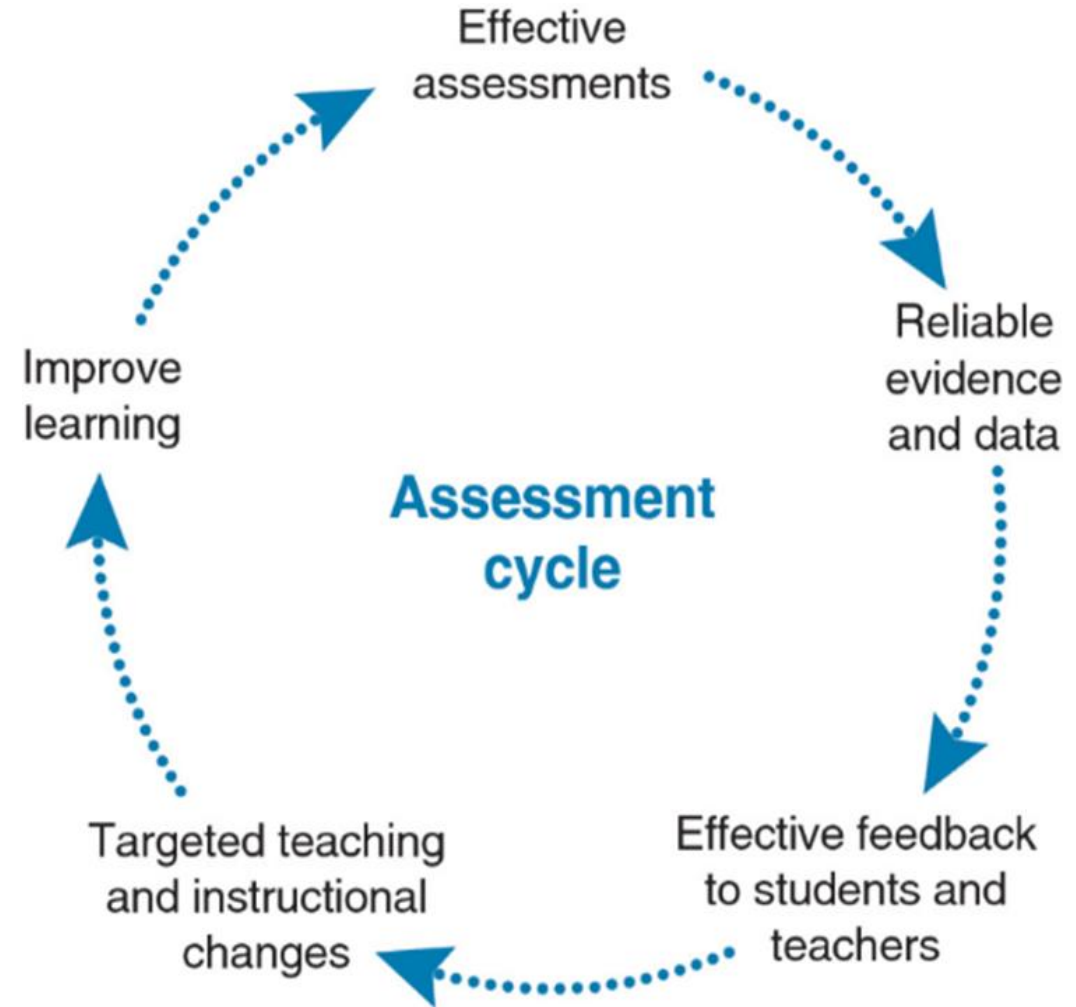 Effective
assessments
Reliable
evidence
and data
Effective feedback
to students and
teachers
Targeted teaching
and instructional
changes
Improve
learning
Assessment
cycle